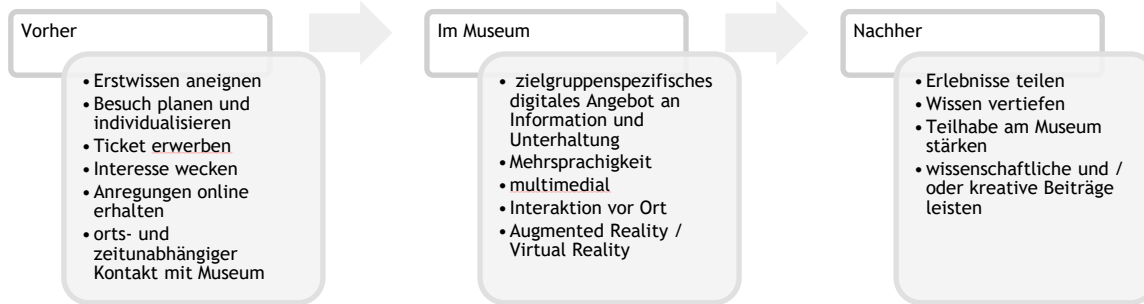 Vorher
• Erstwissen aneignen
• Besuch planen und
individualisieren
• Ticket erwerben
• Interesse wecken
• Anregungen online
erhalten
• orts- und
zeitunabhängiger
Kontakt mit Museum
Im Museum
• zielgruppenspezifisches
digitales Angebot an
Information und
Unterhaltung
• Mehrsprachigkeit
• multimedial
• Interaktion vor Ort
• Augmented Reality /
Virtual Reality
Nachher
• Erlebnisse teilen
• Wissen vertiefen
• Teilhabe am Museum
stärken
• wissenschaftliche und /
oder kreative Beiträge
leisten